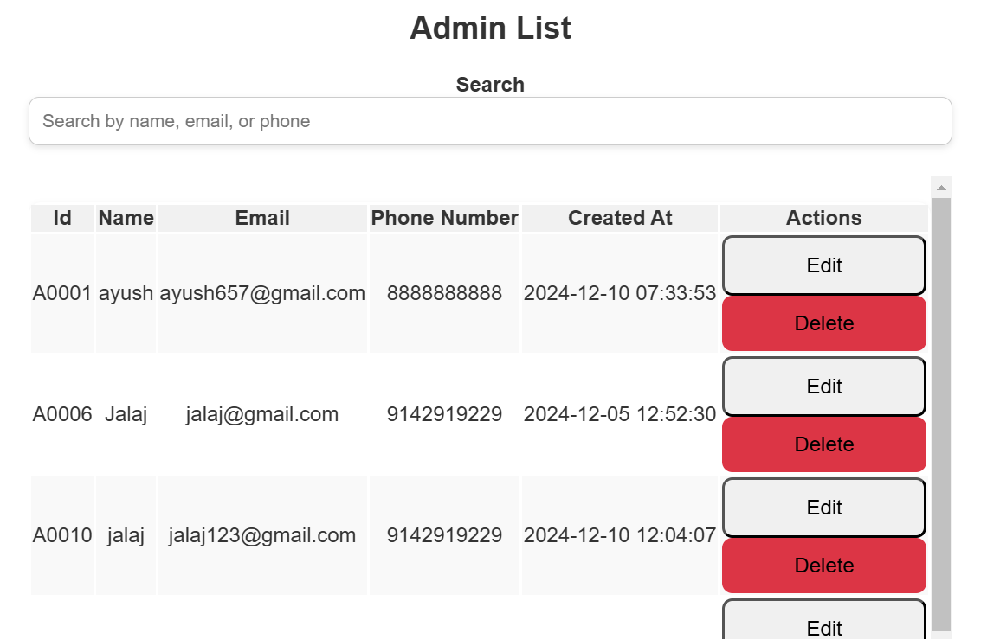 Admin List
Search
Search by name, email, or phone
Id Name Email Phone Number Created At Actions
A0001 ayush ayush657@gmail.com 8888888888 2024-12-10 07:33:53 Edit
Delete
A0006 Jalaj jalaj@gmail.com 9142919229 2024-12-05 12:52:30 Edit
Delete
A0010 jalaj jalaj123@gmail.com 9142919229 2024-12-10 12:04:07 Edit
Delete
Edit